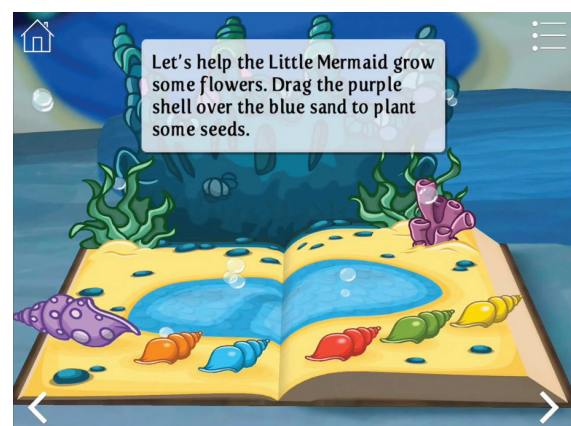 Let's help the Little Mermaid grow
some flowers. Drag the purple
shell over the blue sand to plant
some seeds.